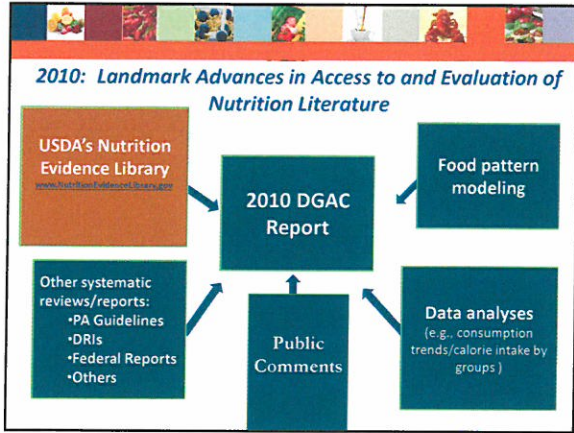 2010: Landmark Advances in Access to and Evaluation of
Nutrition Literature
USDA's Nutrition
Evidence Library
www.NutritionEvidenceLibrary.gov
2010 DGAC
Report
Food pattern
modeling
Other systematic
reviews/reports:
•PA Guidelines
•DRIs
•Federal Reports
•Others
Public
Comments
Data analyses
(e.g., consumption
trends/calorie intake by
groups )